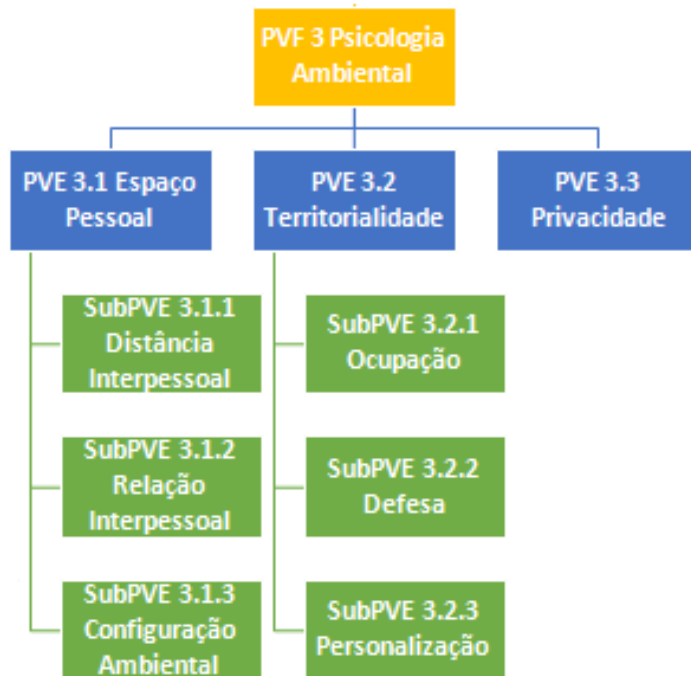 PVF 3 Psicologia
Ambiental
PVE 3.1 Espaço
Pessoal
PVE 3.2
Territorialidade
PVE 3.3
Privacidade
SubPVE 3.1.1
Distância
Interpessoal
SubPVE 3.1.2
Relação
Interpessoal
SubPVE 3.1.3
Configuração
Ambiental
SubPVE 3.2.1
Ocupação
SubPVE 3.2.2
Defesa
SubPVE 3.2.3
Personalização